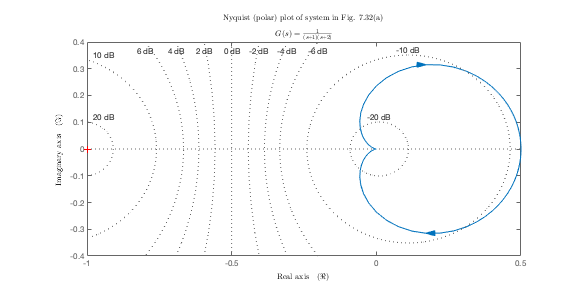 Nyquist (polar) plot of system in Fig. 7.32(a)
G(s) = 1/((s+1)(s+2))
0.4
10 dB
6 dB
4 dB
2 dB
0 dB
-2 dB
-4 dB
-6 dB
-10 dB
0.3
0.2
0.1
20 dB
-20 dB
0
-0.1
-0.2
-0.3
-0.4
-1
-0.5
0
0.5
Imaginary axis (ℑ)
Real axis (ℜ)